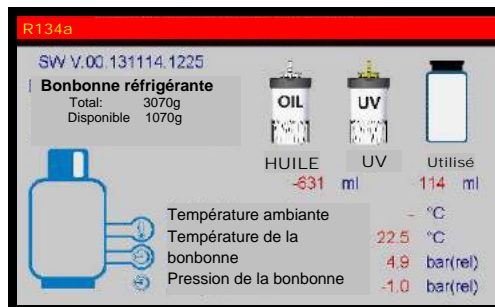 R134a
SW V.00.131114.1225
Bonbonne réfrigérante
Total: 3070g
Disponible 1070g
OIL
UV
HUILE
UV
Utilisé
-631 ml
114 ml
Température ambiante
- °C
Température de la
22.5 °C
bonbonne
4.9 bar(rel)
Pression de la bonbonne
-1.0 bar(rel)